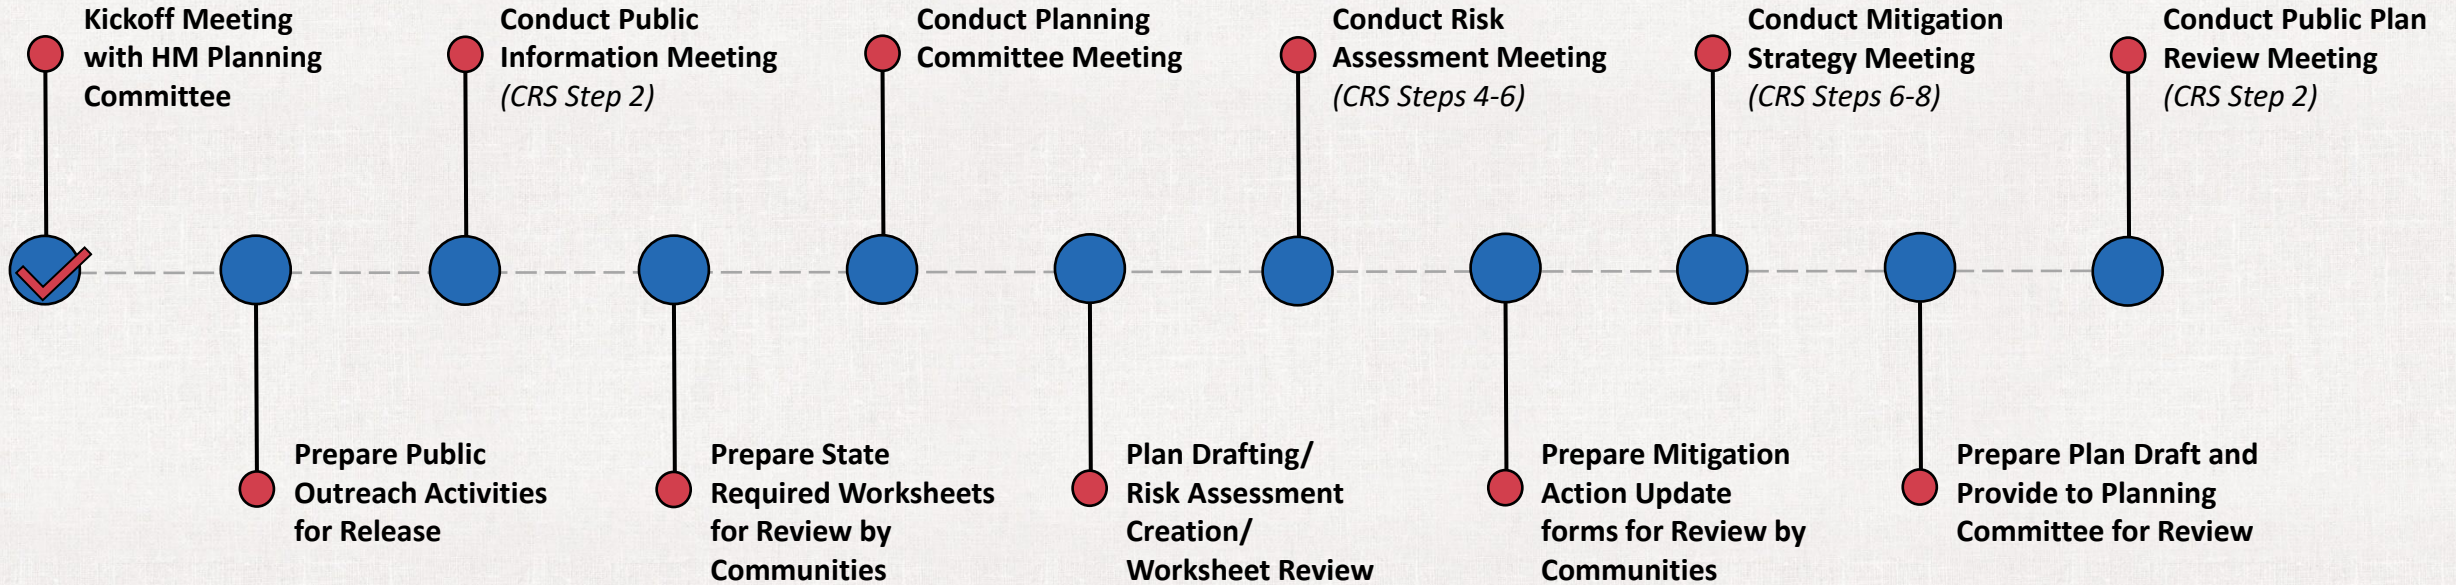 Kickoff Meeting
with HM Planning
Committee
Conduct Public
Information Meeting
(CRS Step 2)
Conduct Planning
Committee Meeting
Conduct Risk
Assessment Meeting
(CRS Steps 4-6)
Conduct Mitigation
Strategy Meeting
(CRS Steps 6-8)
Conduct Public Plan
Review Meeting
(CRS Step 2)
Prepare Public
Outreach Activities
for Release
Prepare State
Required Worksheets
for Review by
Communities
Plan Drafting/
Risk Assessment
Creation/
Worksheet Review
Prepare Mitigation
Action Update
forms for Review by
Communities
Prepare Plan Draft and
Provide to Planning
Committee for Review